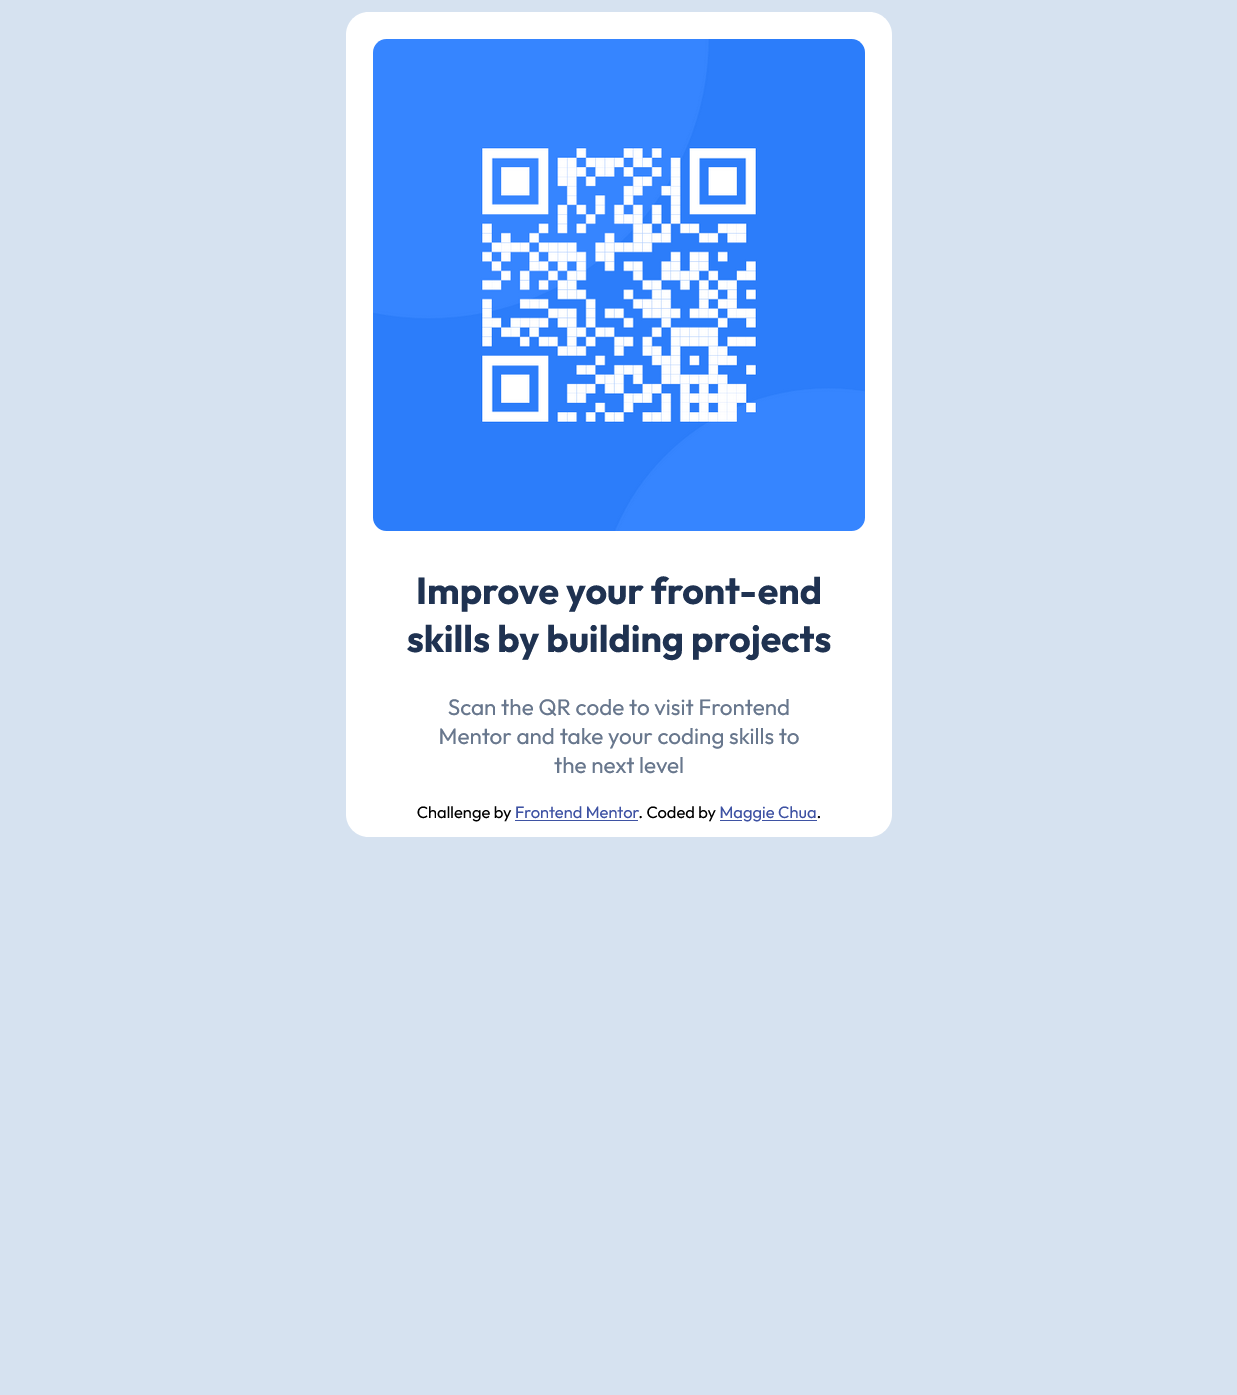 Improve your front-end
skills by building projects
Scan the QR code to visit Frontend
Mentor and take your coding skills to
the next level
Challenge by Frontend Mentor. Coded by Maggie Chua.